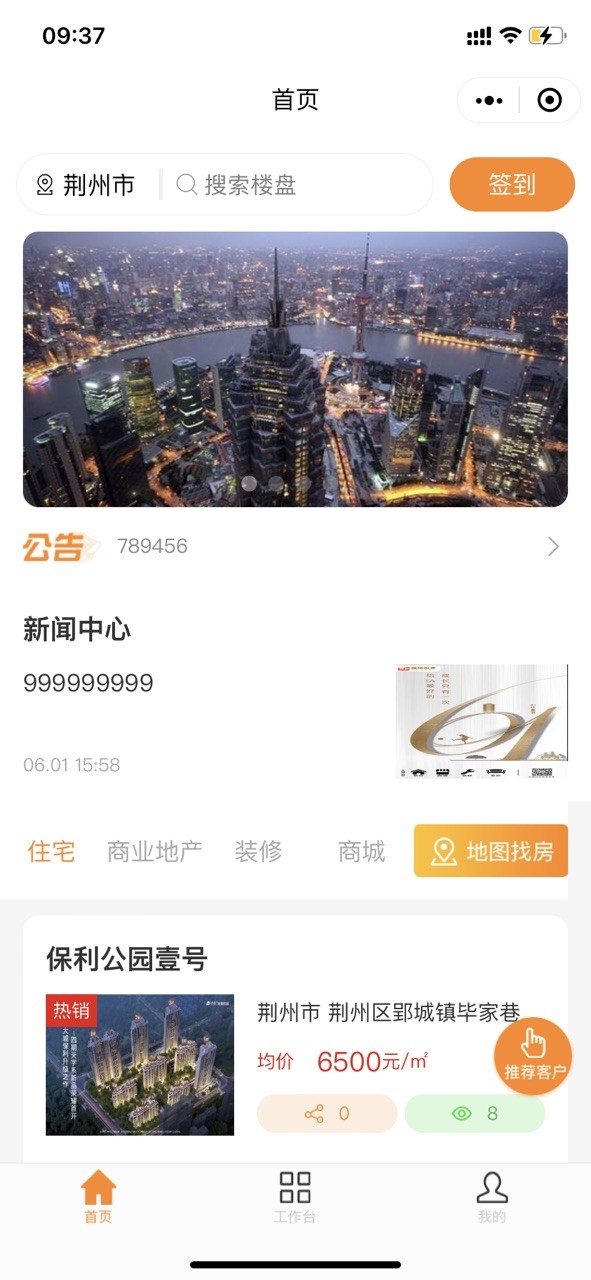 09:37
首页
荆州市
搜索楼盘
签到
公告
789456
新闻中心
999999999
06.01 15:58
住宅
商业地产
装修
商城
地图找房
保利公园壹号
热销
荆州市 荆州区郢城镇毕家巷
均价 6500元/㎡
推荐客户
0
8
首页
工作台
我的